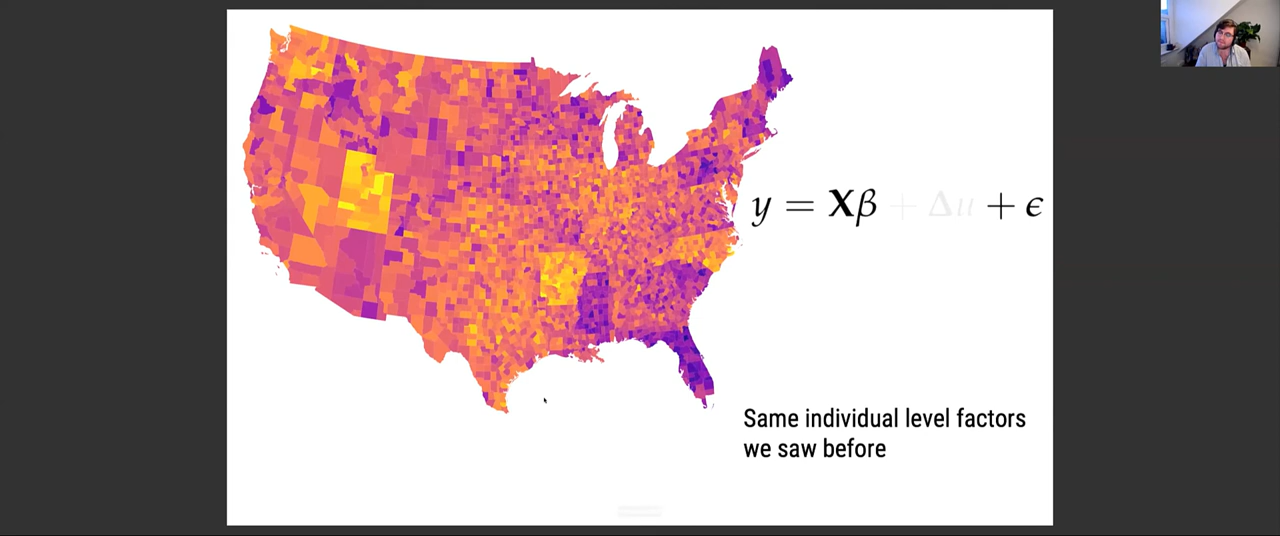 y = Xβ + Δu + ϵ
Same individual level factors
we saw before